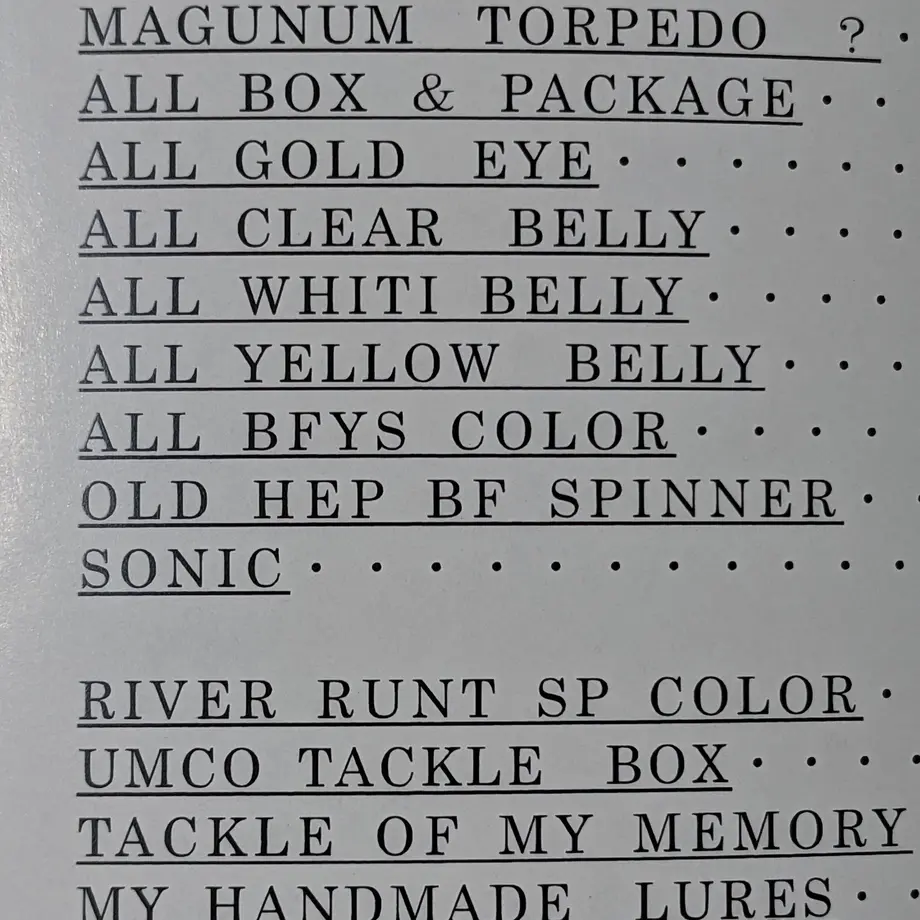 MAGUNUM TORPEDO ? ·
ALL BOX & PACKAGE · ·
ALL GOLD EYE · · · · · ·
ALL CLEAR BELLY · · · ·
ALL WHITI BELLY · · · ·
ALL YELLOW BELLY · · ·
ALL BFYS COLOR · · · ·
OLD HEP BF SPINNER · ·
SONIC · · · · · · · · · · ·
RIVER RUNT SP COLOR ·
UMCO TACKLE BOX · · · ·
TACKLE OF MY MEMORY
MY HANDMADE LURES · ·